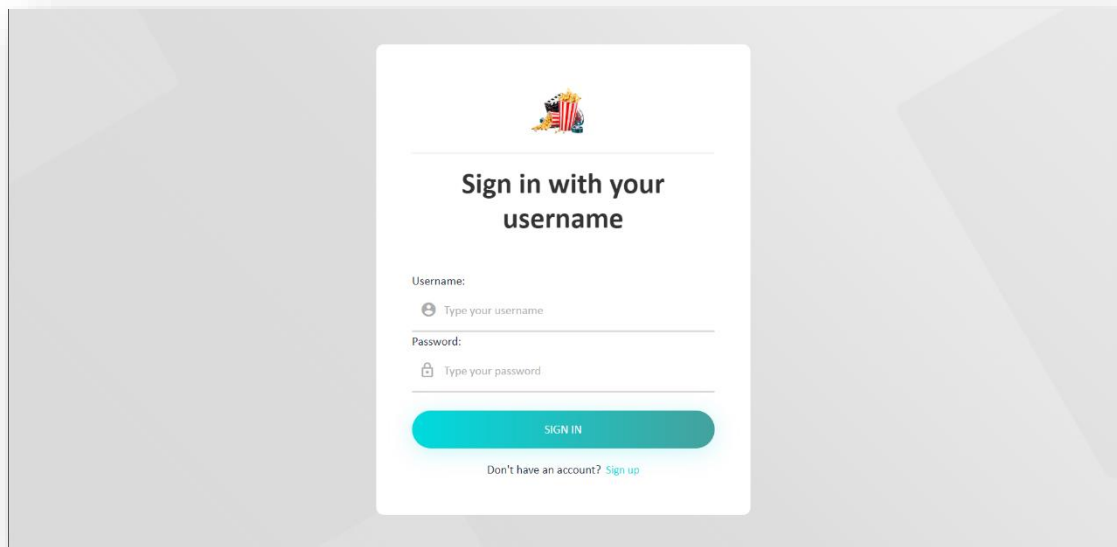 Sign in with your
username
Username:
Type your username
Password:
Type your password
SIGN IN
Don't have an account? Sign up